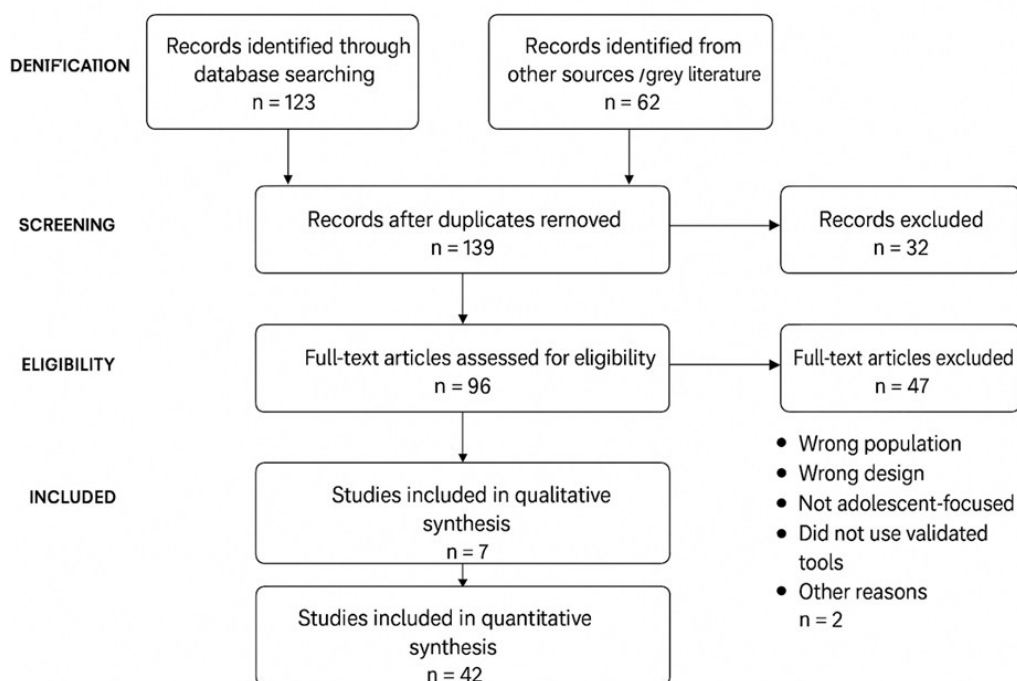 DENTIFICATION
Records identified through
database searching
n = 123
Records identified from
other sources /grey literature
n = 62
SCREENING
Records after duplicates rernoved
n = 139
Records excluded
n = 32
ELIGIBILITY
Full-text articles assessed for eligibility
n = 96
Full-text articles excluded
n = 47
• Wrong population
• Wrong design
• Not adolescent-focused
• Did not use validated
tools
• Other reasons
n = 2
INCLUDED
Studies included in qualitative
synthesis
n = 7
Studies included in quantitative
synthesis
n = 42